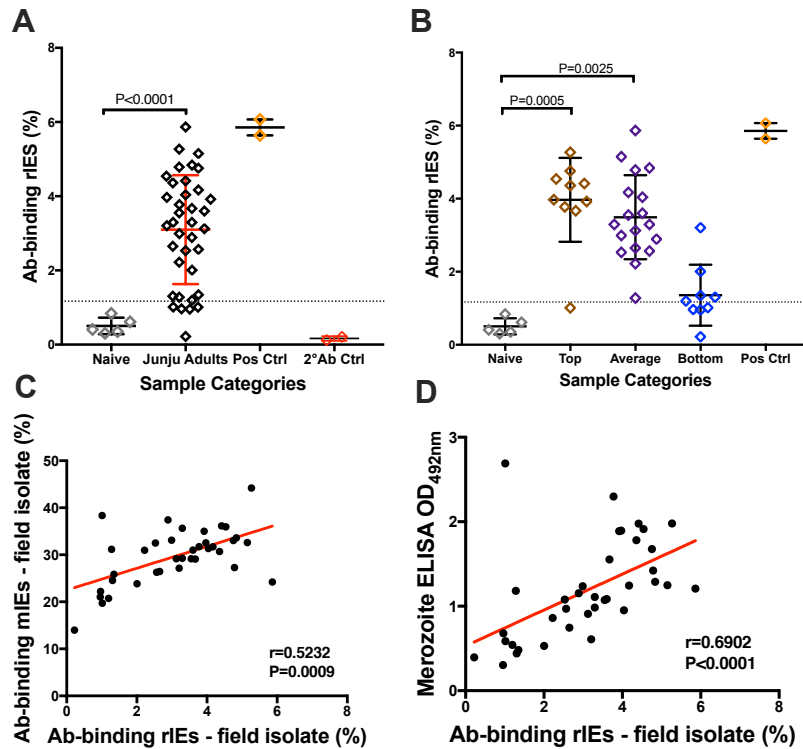 A
Ab-binding rIES (%)
8
6
4
2
0
P<0.0001
Naive Junju Adults Pos Ctrl 2°Ab Ctrl
Sample Categories
B
Ab-binding rIES (%)
8
6
4
2
0
P=0.0025
P=0.0005
Naive Top Average Bottom Pos Ctrl
Sample Categories
C
Ab-binding mIEs - field isolate (%)
50
40
30
20
10
0
r=0.5232
P=0.0009
0 2 4 6 8
Ab-binding rIEs - field isolate (%)
D
Merozoite ELISA OD492nm
3
2
1
0
r=0.6902
P<0.0001
0 2 4 6 8
Ab-binding rIEs - field isolate (%)